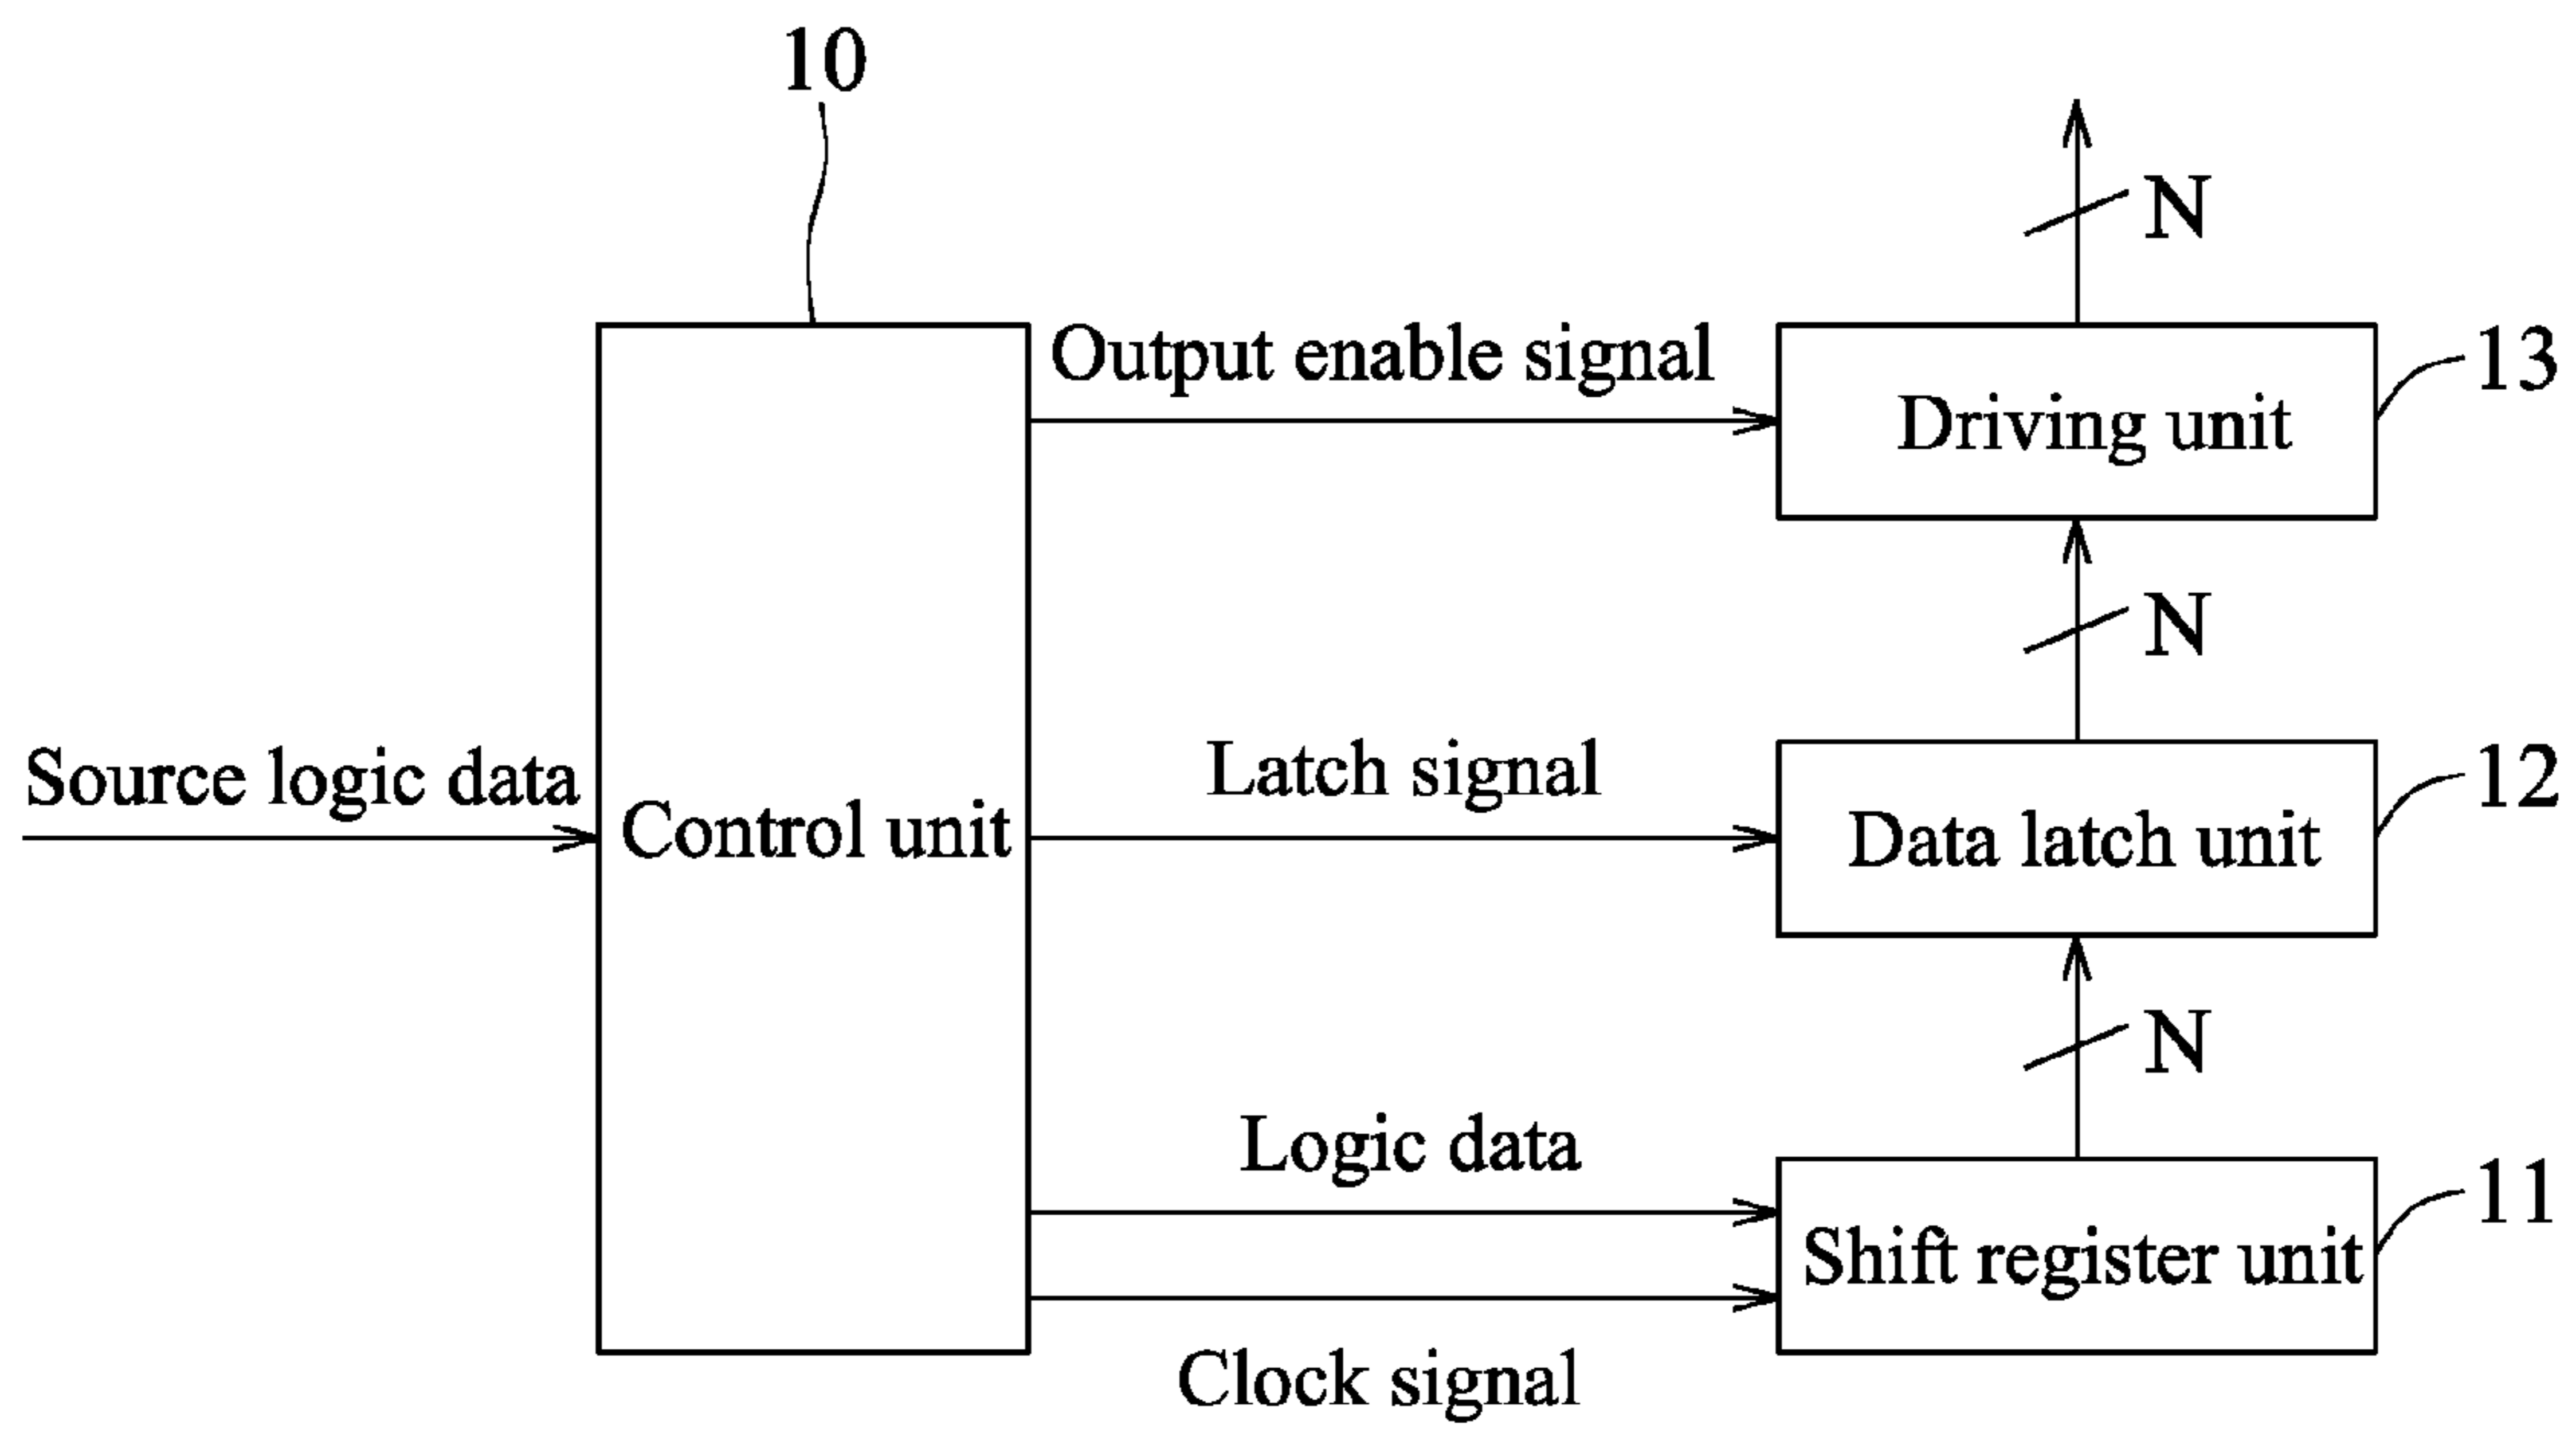 10
N
Output enable signal
13
Driving unit
N
Source logic data
Control unit
Latch signal
12
Data latch unit
N
Logic data
11
Shift register unit
Clock signal